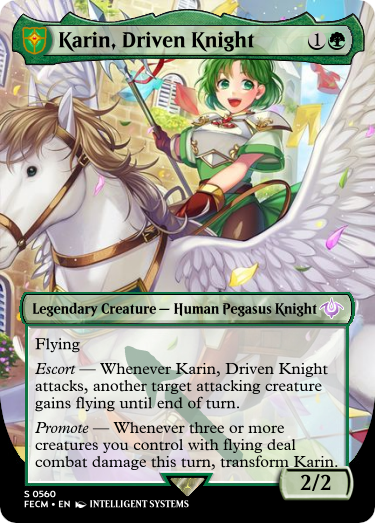 Karin, Driven Knight 1
Legendary Creature — Human Pegasus Knight
Flying
Escort — Whenever Karin, Driven Knight
attacks, another target attacking creature
gains flying until end of turn.
Promote — Whenever three or more
creatures you control with flying deal
combat damage this turn, transform Karin.
2/2
S 0560
FECM • EN INTELLIGENT SYSTEMS